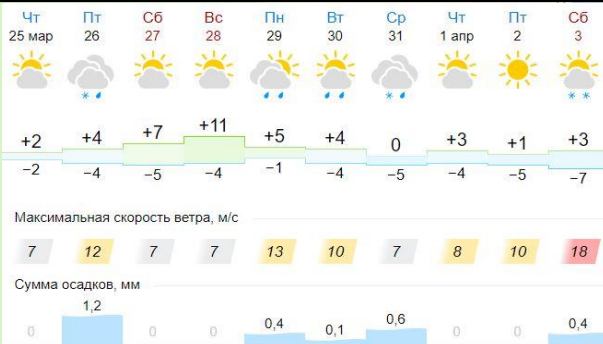 Чт Пт Сб Вс Пн Вт Ср Чт Пт Сб
25 мар 26 27 28 29 30 31 1 апр 2 3
+2 +4 +7 +11 +5 +4 0 +3 +1 +3
−2 −4 −5 −4 −1 −4 −5 −4 −5 −7
Максимальная скорость ветра, м/с
7 12 7 7 13 10 7 8 10 18
Сумма осадков, мм
0 1,2 0 0 0,4 0,1 0,6 0 0 0,4